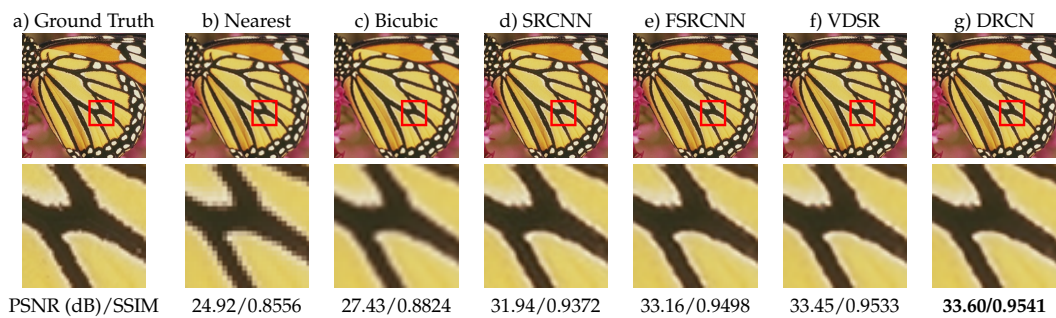 a) Ground Truth b) Nearest c) Bicubic d) SRCNN e) FSRCNN f) VDSR g) DRCN
PSNR (dB)/SSIM 24.92/0.8556 27.43/0.8824 31.94/0.9372 33.16/0.9498 33.45/0.9533 33.60/0.9541